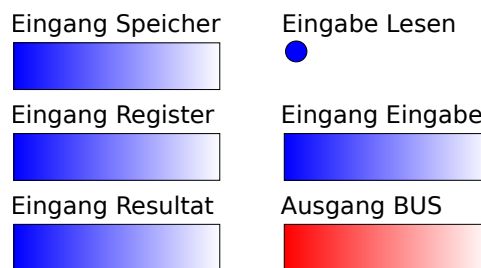 Eingang Speicher
Eingabe Lesen
Eingang Register
Eingang Eingabe
Eingang Resultat
Ausgang BUS